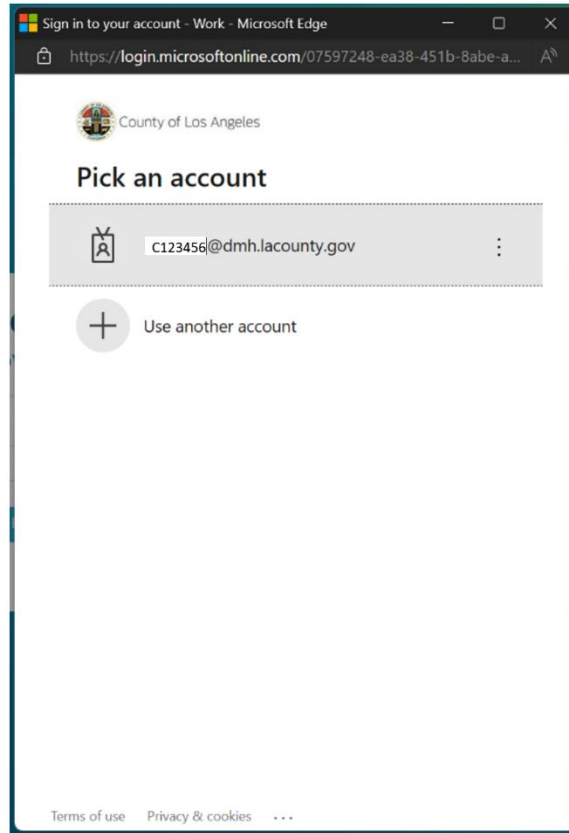 Sign in to your account - Work - Microsoft Edge
https://login.microsoftonline.com/07597248-ea38-451b-8abe-a...
County of Los Angeles
Pick an account
C123456@dmh.lacounty.gov
Use another account
Terms of use Privacy & cookies ...